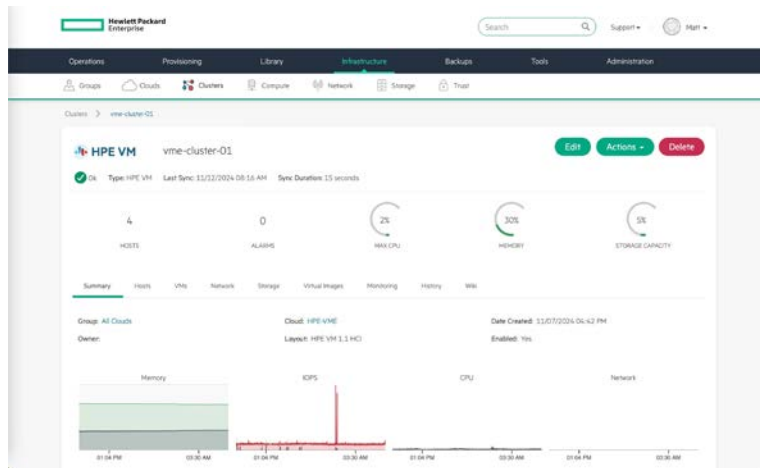 Hewlett Packard
Enterprise
Search
Support
Matt
Operations Provisioning Library Infrastructure Backups Tools Administration
Groups Clouds Clusters Compute Network Storage Trust
Clusters > vme-cluster-01
HPE VM vme-cluster-01 Edit Actions Delete
Ok Type: HPE VM Last Sync: 11/12/2024 08:16 AM Sync Duration: 15 seconds
4 0 2% 30% 5%
HOSTS ALARMS MAX CPU MEMORY STORAGE CAPACITY
Summary Hosts VMs Network Storage Virtual Images Monitoring History Wiki
Group: All Clouds Cloud: HPE-VME Date Created: 11/07/2024 04:42 PM
Owner: Layout: HPE VM 1.1 HCI Enabled: Yes
Memory IOPS CPU Network
01:04 PM 03:30 AM 01:04 PM 03:30 AM 01:04 PM 03:30 AM 01:04 PM 03:30 AM